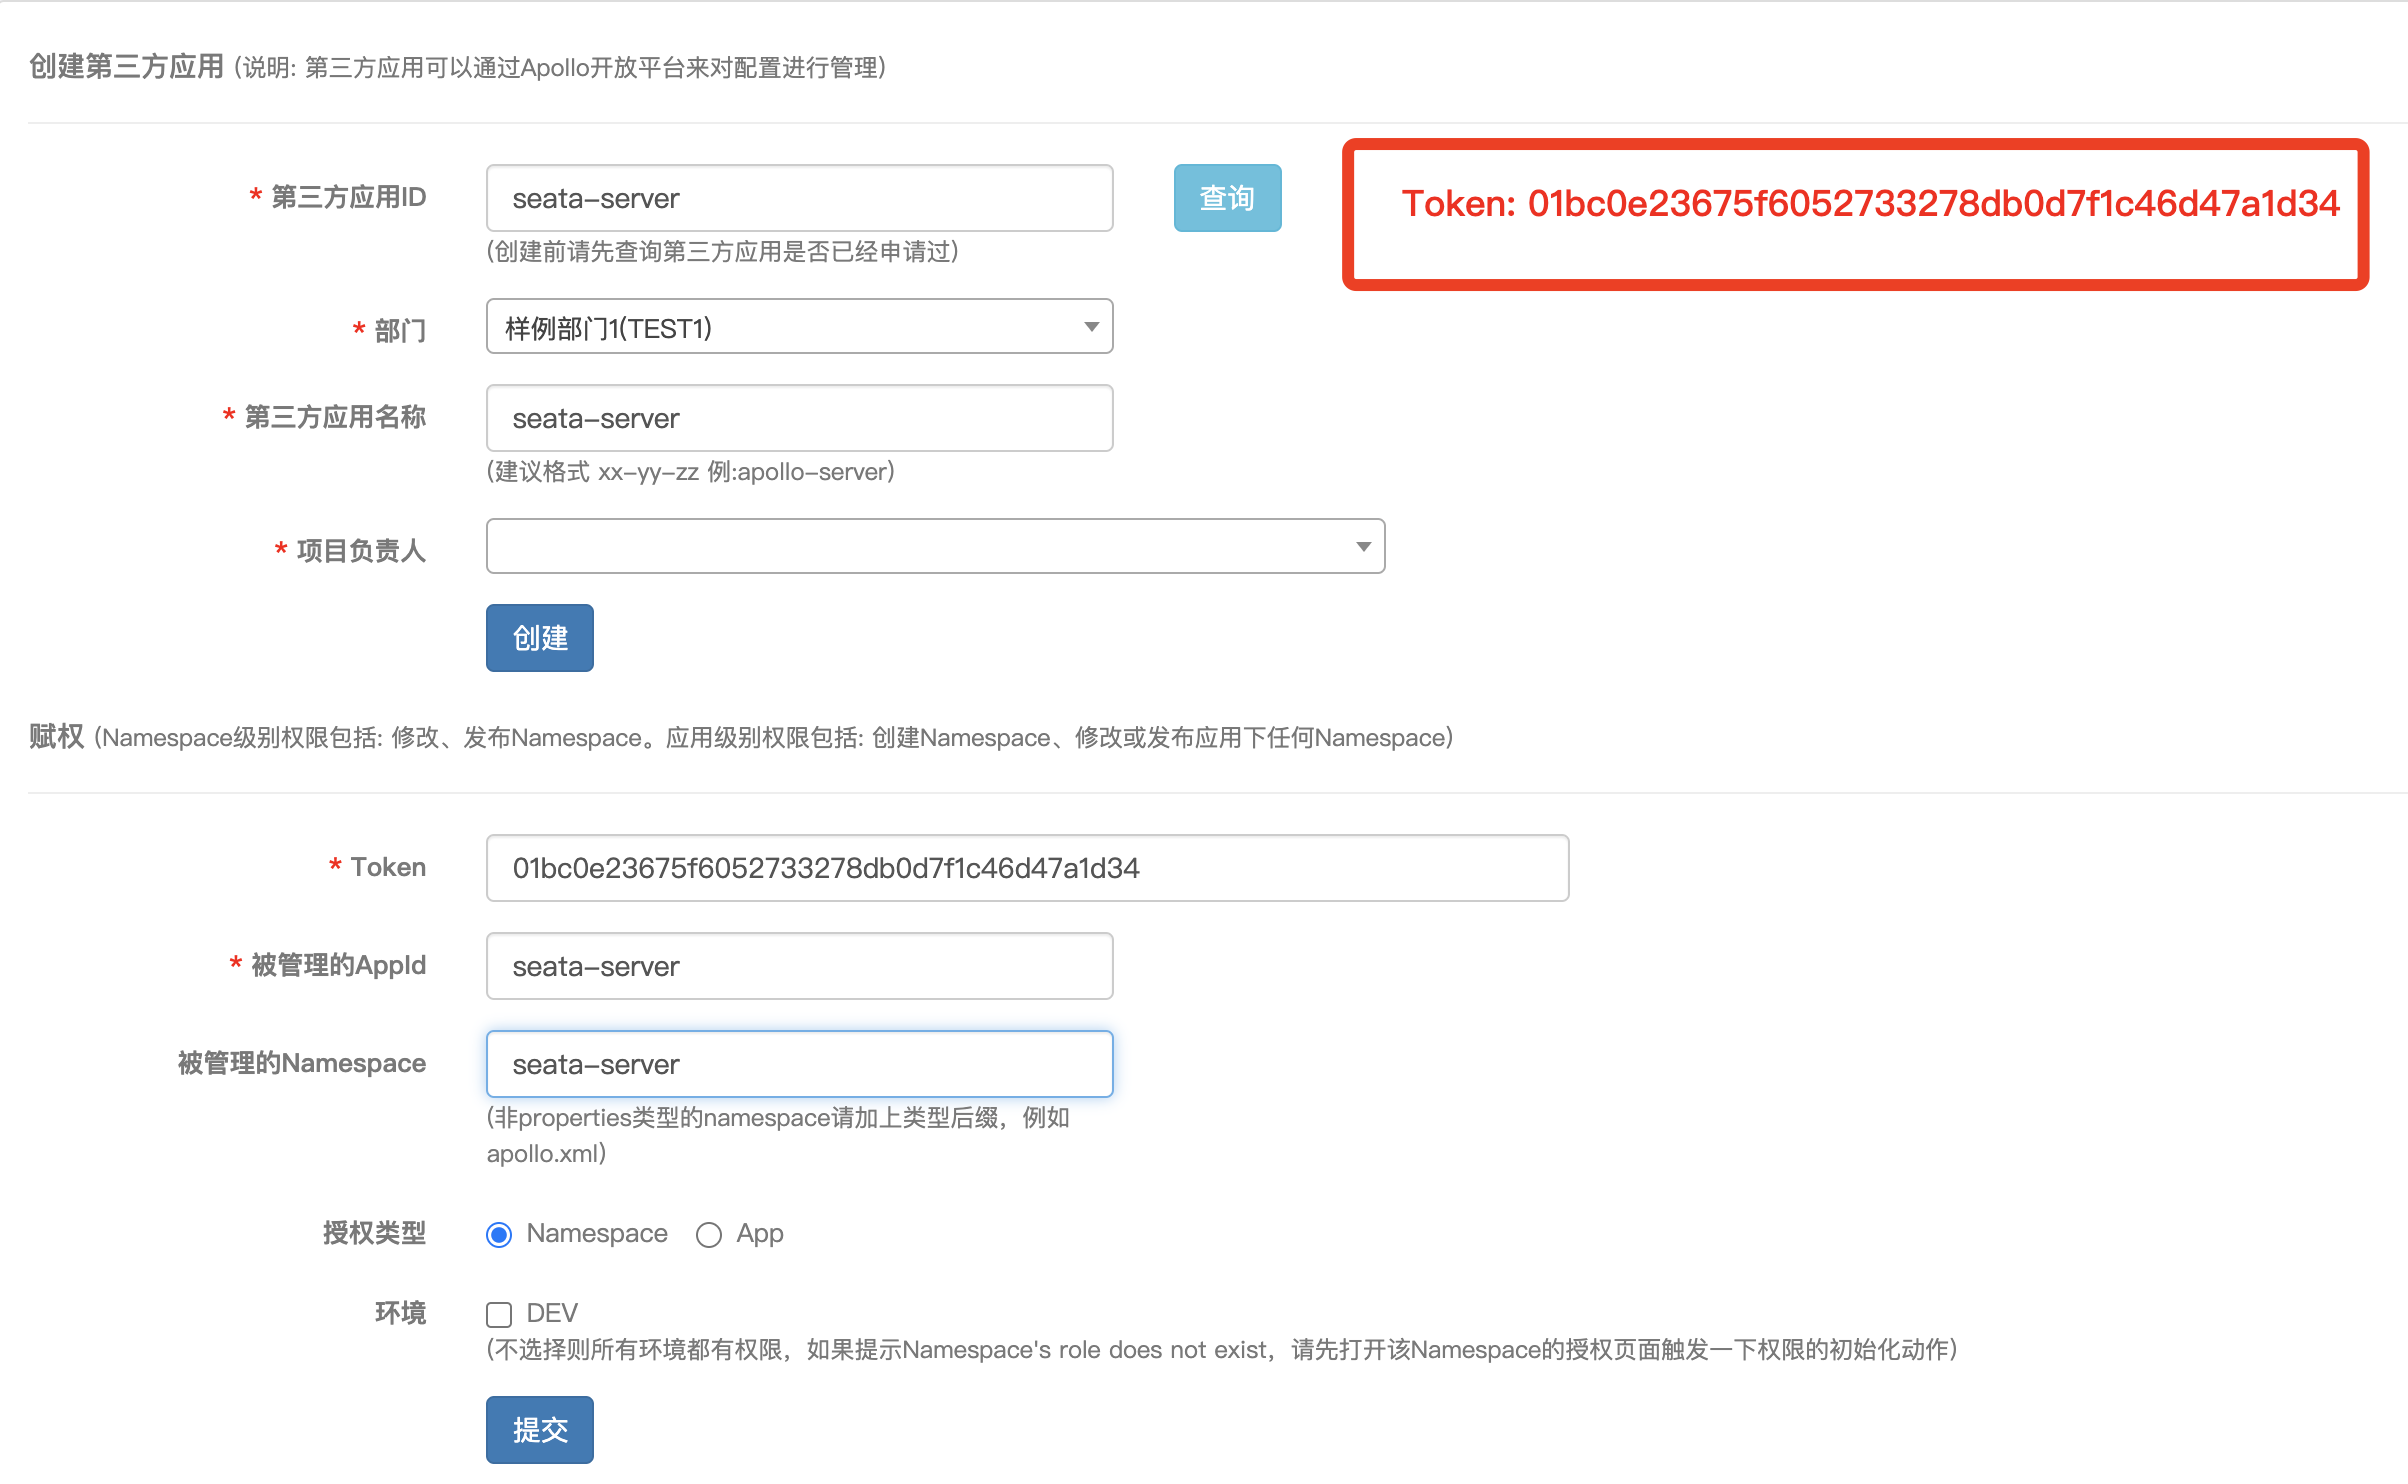 创建第三方应用 (说明: 第三方应用可以通过Apollo开放平台来对配置进行管理)
* 第三方应用ID seata-server 查询 Token: 01bc0e23675f6052733278db0d7f1c46d47a1d34
(创建前请先查询第三方应用是否已经申请过)
* 部门 样例部门1(TEST1)
* 第三方应用名称 seata-server
(建议格式 xx-yy-zz 例:apollo-server)
* 项目负责人
创建
赋权 (Namespace级别权限包括: 修改、发布Namespace。应用级别权限包括: 创建Namespace、修改或发布应用下任何Namespace)
* Token 01bc0e23675f6052733278db0d7f1c46d47a1d34
* 被管理的AppId seata-server
被管理的Namespace seata-server
(非properties类型的namespace请加上类型后缀，例如
apollo.xml)
授权类型 Namespace App
环境 DEV
(不选择则所有环境都有权限，如果提示Namespace's role does not exist，请先打开该Namespace的授权页面触发一下权限的初始化动作)
提交